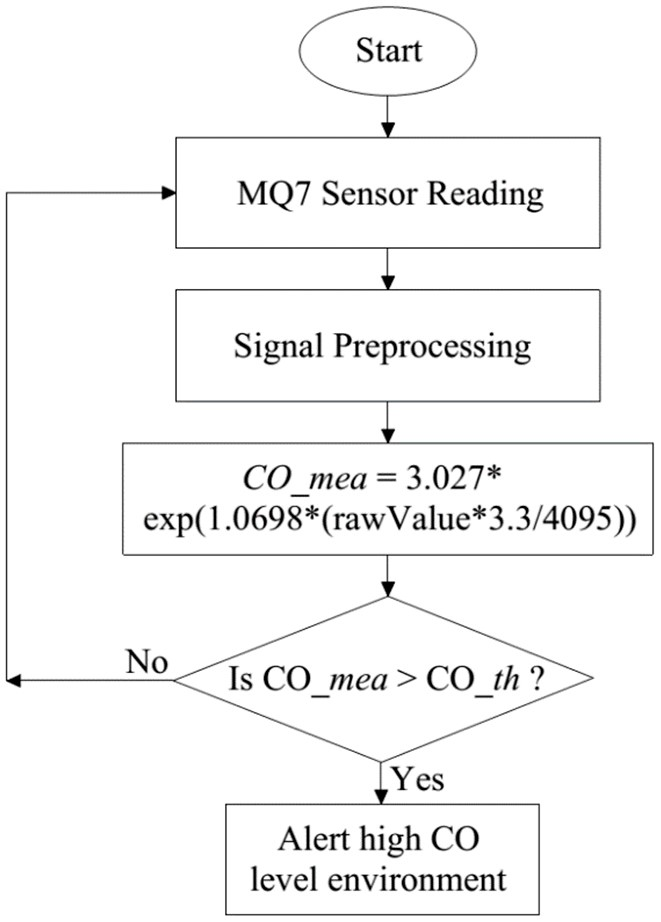 Start
MQ7 Sensor Reading
Signal Preprocessing
CO_mea = 3.027*
exp(1.0698*(rawValue*3.3/4095))
No
Is CO_mea > CO_th ?
Yes
Alert high CO
level environment